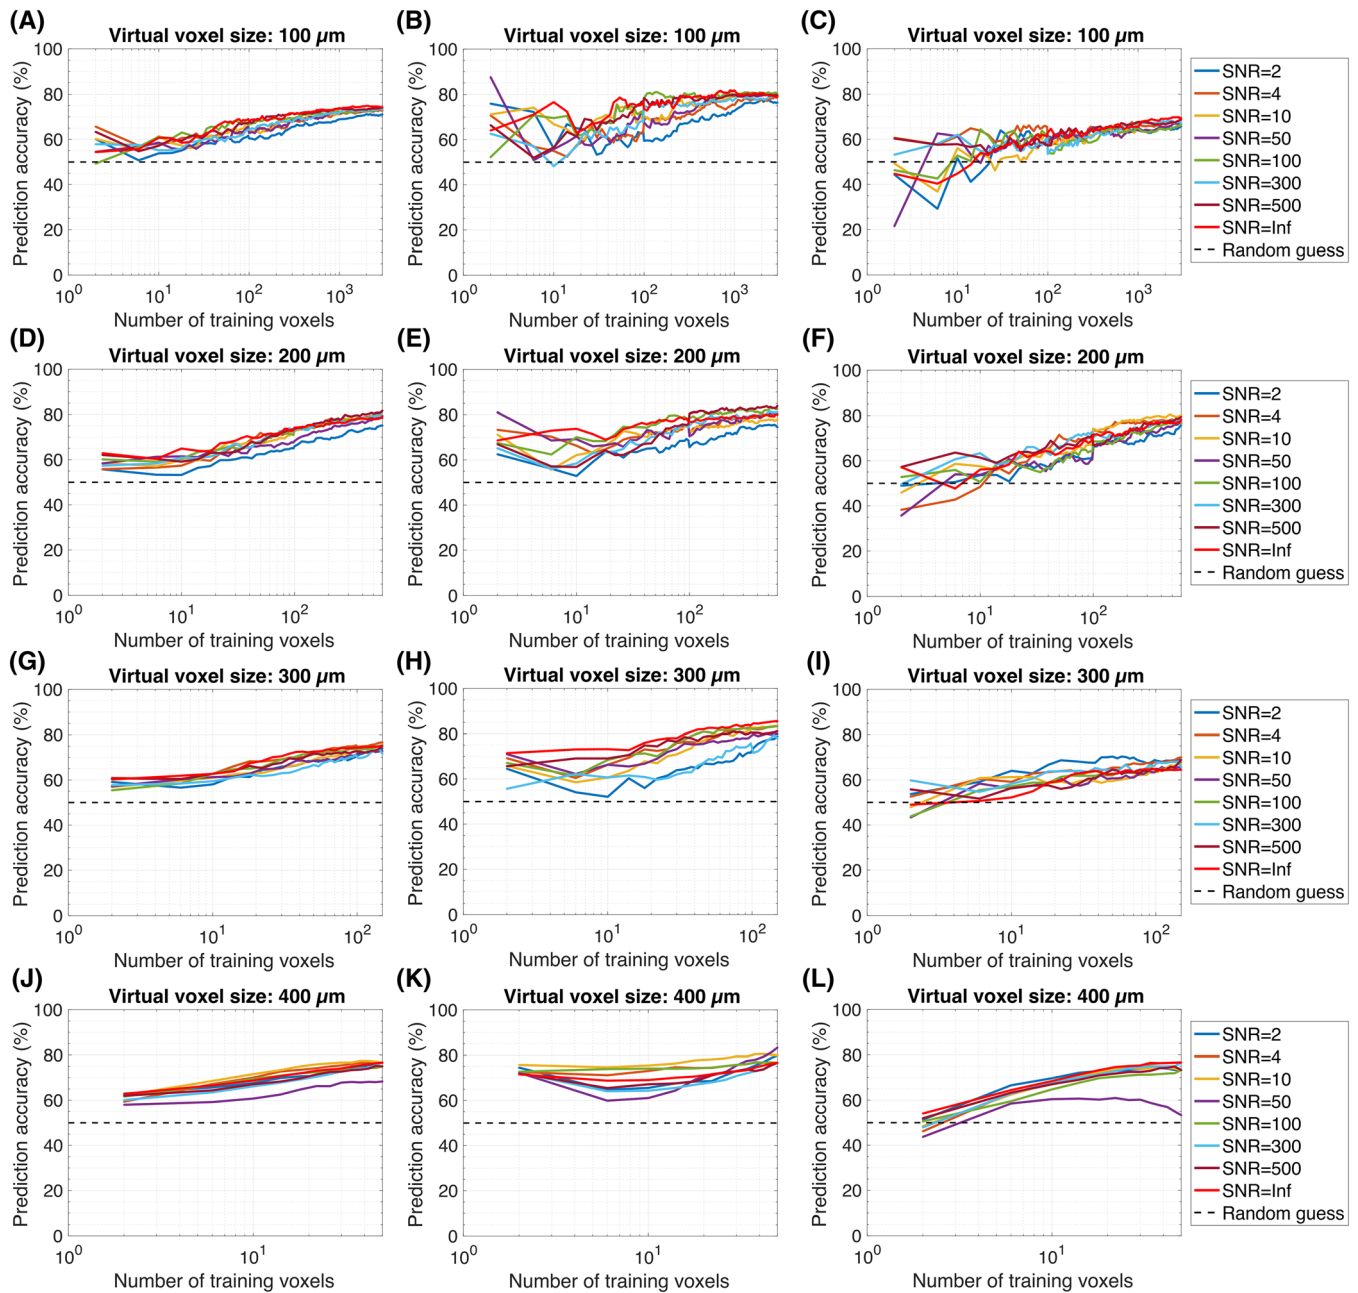 (A)
Virtual voxel size: 100 µm
Prediction accuracy (%)
100
80
60
40
20
0
10^0
10^1
10^2
10^3
Number of training voxels
(B)
Virtual voxel size: 100 µm
Prediction accuracy (%)
100
80
60
40
20
0
10^0
10^1
10^2
10^3
Number of training voxels
(C)
Virtual voxel size: 100 µm
Prediction accuracy (%)
100
80
60
40
20
0
10^0
10^1
10^2
10^3
Number of training voxels
SNR=2
SNR=4
SNR=10
SNR=50
SNR=100
SNR=300
SNR=500
SNR=Inf
Random guess
(D)
Virtual voxel size: 200 µm
Prediction accuracy (%)
100
80
60
40
20
0
10^0
10^1
10^2
Number of training voxels
(E)
Virtual voxel size: 200 µm
Prediction accuracy (%)
100
80
60
40
20
0
10^0
10^1
10^2
Number of training voxels
(F)
Virtual voxel size: 200 µm
Prediction accuracy (%)
100
80
60
40
20
0
10^0
10^1
10^2
Number of training voxels
SNR=2
SNR=4
SNR=10
SNR=50
SNR=100
SNR=300
SNR=500
SNR=Inf
Random guess
(G)
Virtual voxel size: 300 µm
Prediction accuracy (%)
100
80
60
40
20
0
10^0
10^1
10^2
Number of training voxels
(H)
Virtual voxel size: 300 µm
Prediction accuracy (%)
100
80
60
40
20
0
10^0
10^1
10^2
Number of training voxels
(I)
Virtual voxel size: 300 µm
Prediction accuracy (%)
100
80
60
40
20
0
10^0
10^1
10^2
Number of training voxels
SNR=2
SNR=4
SNR=10
SNR=50
SNR=100
SNR=300
SNR=500
SNR=Inf
Random guess
(J)
Virtual voxel size: 400 µm
Prediction accuracy (%)
100
80
60
40
20
0
10^0
10^1
Number of training voxels
(K)
Virtual voxel size: 400 µm
Prediction accuracy (%)
100
80
60
40
20
0
10^0
10^1
Number of training voxels
(L)
Virtual voxel size: 400 µm
Prediction accuracy (%)
100
80
60
40
20
0
10^0
10^1
Number of training voxels
SNR=2
SNR=4
SNR=10
SNR=50
SNR=100
SNR=300
SNR=500
SNR=Inf
Random guess